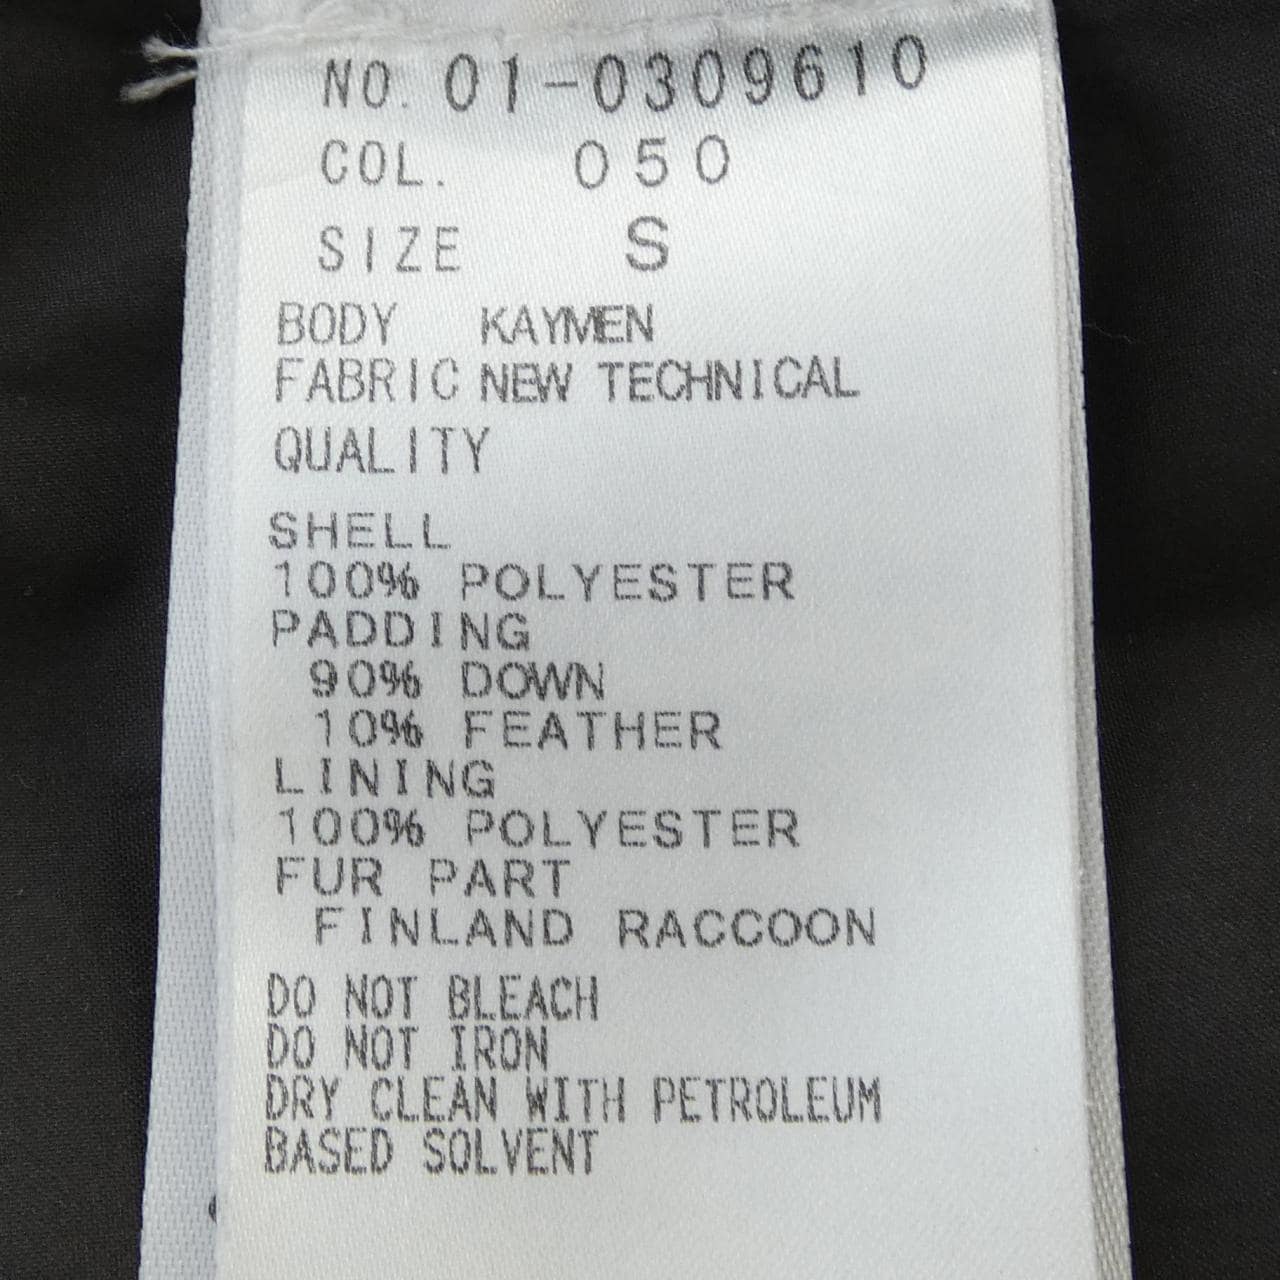 NO. 01-0309610
COL. 050
SIZE S
BODY KAYMEN
FABRIC NEW TECHNICAL
QUALITY
SHELL
100% POLYESTER
PADDING
90% DOWN
10% FEATHER
LINING
100% POLYESTER
FUR PART
FINLAND RACCOON
DO NOT BLEACH
DO NOT IRON
DRY CLEAN WITH PETROLEUM
BASED SOLVENT